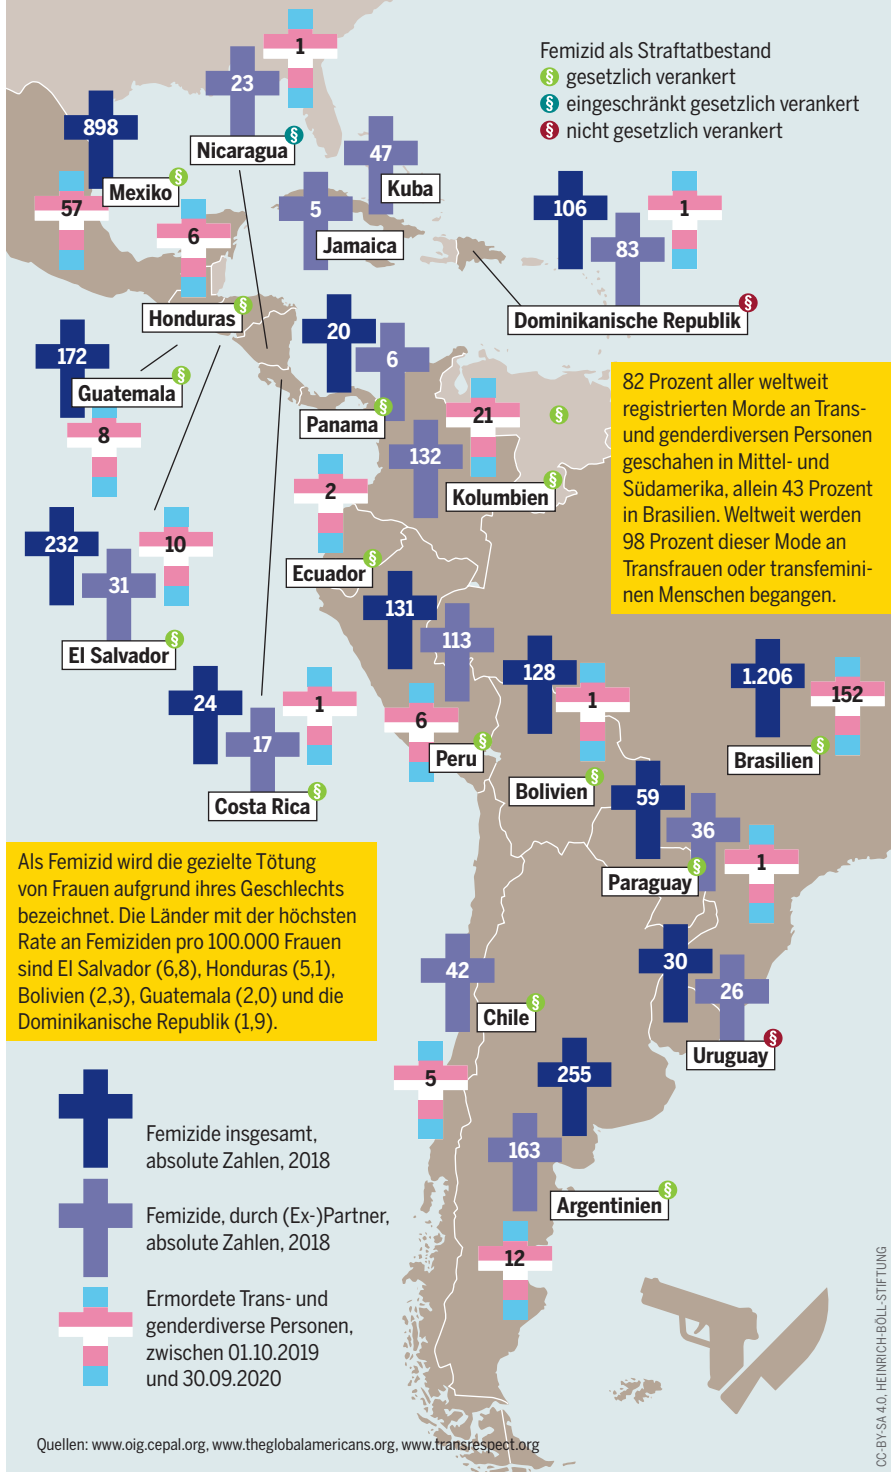 Femizid als Straftatbestand
§ gesetzlich verankert
§ eingeschränkt gesetzlich verankert
§ nicht gesetzlich verankert
1
23
Nicaragua §
898
Mexiko §
57
6
Honduras §
47
Kuba
5
Jamaica
106
1
83
Dominikanische Republik §
172
Guatemala §
8
20
6
Panama §
21
§
132
Kolumbien §
2
Ecuador §
82 Prozent aller weltweit
registrierten Morde an Trans-
und genderdiversen Personen
geschahen in Mittel- und
Südamerika, allein 43 Prozent
in Brasilien. Weltweit werden
98 Prozent dieser Mode an
Transfrauen oder transfemini-
nen Menschen begangen.
232
10
31
El Salvador §
131
113
6
Peru §
24
1
17
Costa Rica §
128
1
Bolivien §
1.206
152
Brasilien §
59
36
1
Paraguay §
Als Femizid wird die gezielte Tötung
von Frauen aufgrund ihres Geschlechts
bezeichnet. Die Länder mit der höchsten
Rate an Femiziden pro 100.000 Frauen
sind El Salvador (6,8), Honduras (5,1),
Bolivien (2,3), Guatemala (2,0) und die
Dominikanische Republik (1,9).
42
Chile §
5
30
26
Uruguay §
255
163
Argentinien §
12
Femizide insgesamt,
absolute Zahlen, 2018
Femizide, durch (Ex-)Partner,
absolute Zahlen, 2018
Ermordete Trans- und
genderdiverse Personen,
zwischen 01.10.2019
und 30.09.2020
Quellen: www.oig.cepal.org, www.theglobalamericans.org, www.transrespect.org
CC-BY-SA 4.0, HEINRICH-BÖLL-STIFTUNG